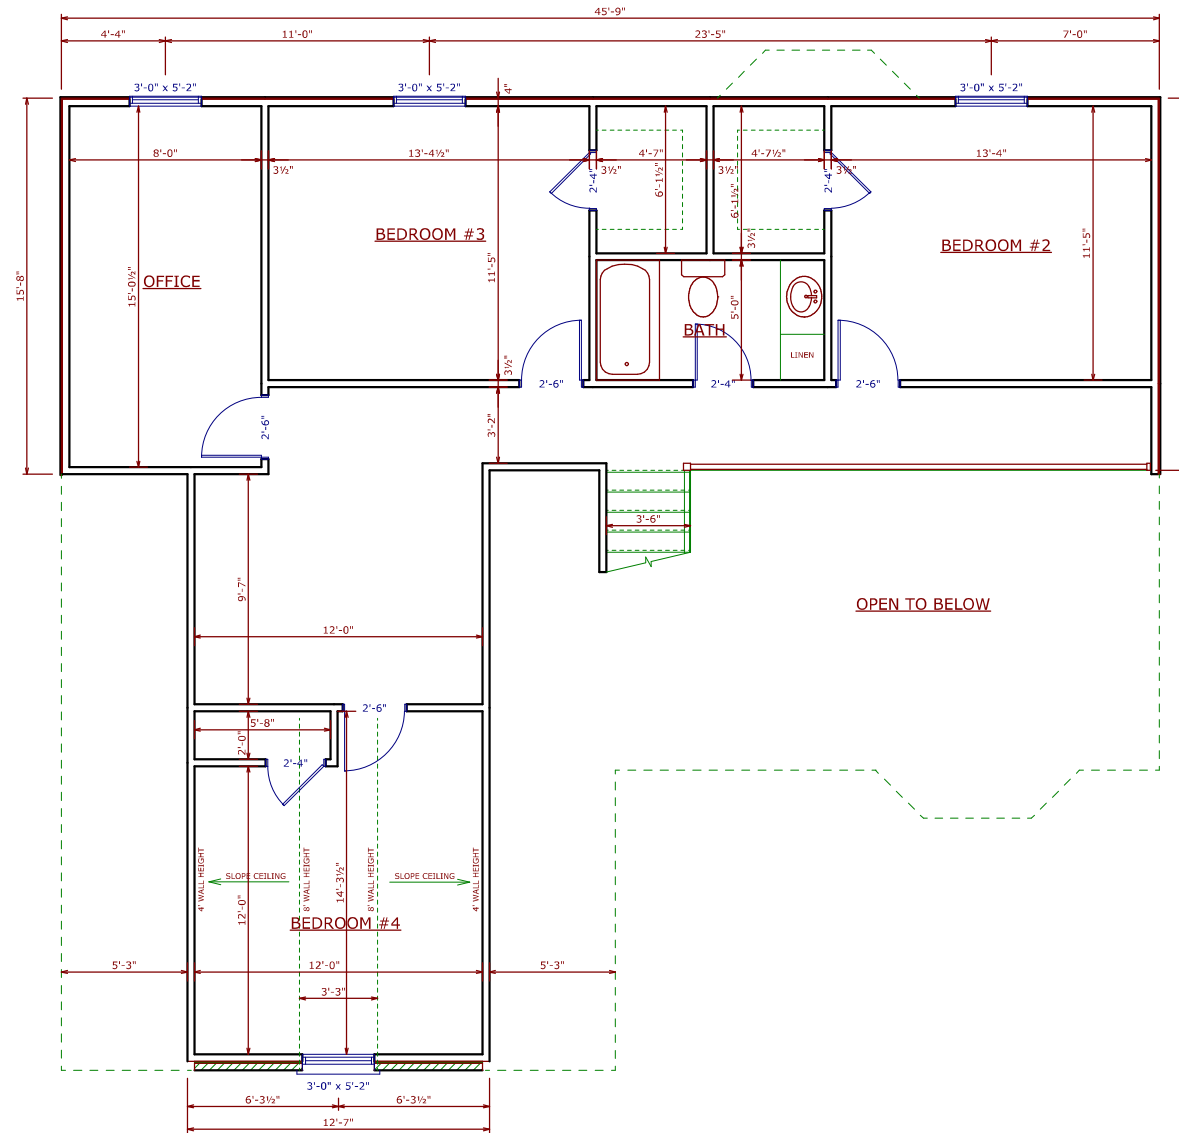 45'-9"
4'-4"
11'-0"
23'-5"
7'-0"
3'-0" x 5'-2"
3'-0" x 5'-2"
4"
3'-0" x 5'-2"
8'-0"
3½"
13'-4½"
3½"
4'-7"
3½"
4'-7½"
3½"
13'-4"
2'-4"
6'-1½"
6'-1½"
2'-4"
BEDROOM #3
BEDROOM #2
3½"
11'-5"
11'-5"
15'-8"
15'-0½"
OFFICE
5'-0"
BATH
LINEN
3½"
2'-6"
2'-4"
2'-6"
2'-6"
3'-2"
3'-6"
9'-7"
OPEN TO BELOW
12'-0"
2'-6"
5'-8"
2'-0"
2'-4"
4' WALL HEIGHT
SLOPE CEILING
8' WALL HEIGHT
14'-3½"
8' WALL HEIGHT
SLOPE CEILING
4' WALL HEIGHT
12'-0"
BEDROOM #4
5'-3"
12'-0"
5'-3"
3'-3"
3'-0" x 5'-2"
6'-3½"
6'-3½"
12'-7"